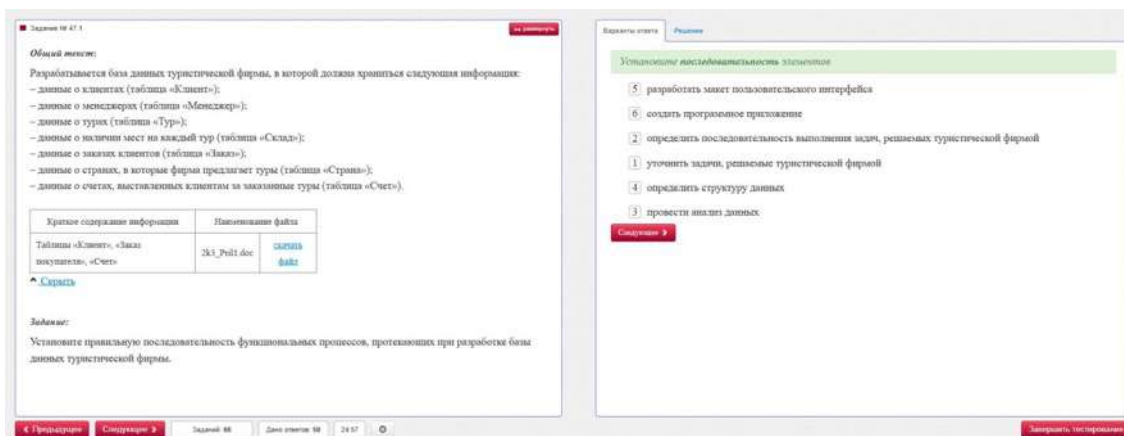 Задание № 47.1
развернуть
Общий текст:
Разрабатывается база данных туристической фирмы, в которой должна храниться следующая информация:
– данные о клиентах (таблица «Клиент»);
– данные о менеджерах (таблица «Менеджер»);
– данные о турах (таблица «Тур»);
– данные о наличии мест на каждый тур (таблица «Склад»);
– данные о заказах клиентов (таблица «Заказ»);
– данные о странах, в которые фирма предлагает туры (таблица «Страна»);
– данные о счетах, выставленных клиентам за заказанные туры (таблица «Счет»).
Краткое содержание информации Наименование файла
Таблицы «Клиент», «Заказ
покупателя», «Счет»
2k3_Pril1.doc
скачать
файл
Скрыть
Задание:
Установите правильную последовательность функциональных процессов, протекающих при разработке базы
данных туристической фирмы.
Предыдущее
Следующее
Заданий 66
Дано ответов: 50
24:57
Варианты ответа
Решение
Установите последовательность элементов
5 разработать макет пользовательского интерфейса
6 создать программное приложение
2 определить последовательность выполнения задач, решаемых туристической фирмой
1 уточнить задачи, решаемые туристической фирмой
4 определить структуру данных
3 провести анализ данных
Следующее
Завершить тестирование